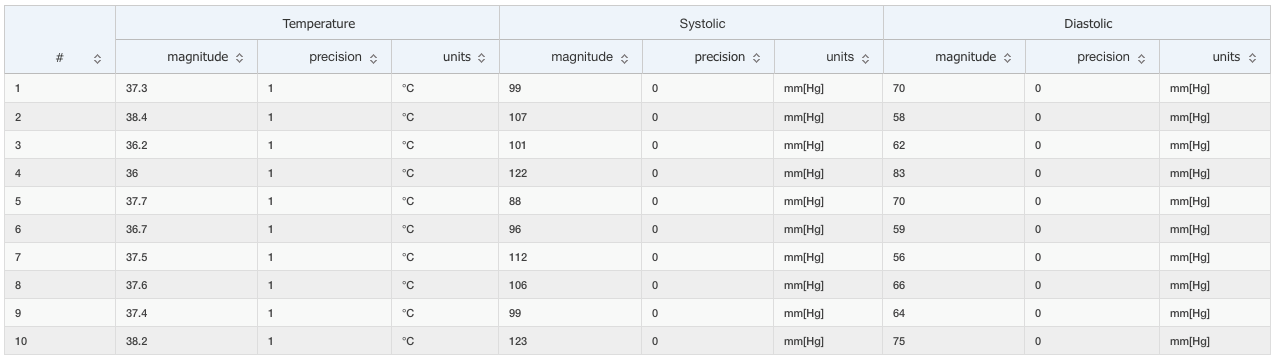 Temperature Systolic Diastolic
# magnitude precision units magnitude precision units magnitude precision units
1 37.3 1 °C 99 0 mm[Hg] 70 0 mm[Hg]
2 38.4 1 °C 107 0 mm[Hg] 58 0 mm[Hg]
3 36.2 1 °C 101 0 mm[Hg] 62 0 mm[Hg]
4 36 1 °C 122 0 mm[Hg] 83 0 mm[Hg]
5 37.7 1 °C 88 0 mm[Hg] 70 0 mm[Hg]
6 36.7 1 °C 96 0 mm[Hg] 59 0 mm[Hg]
7 37.5 1 °C 112 0 mm[Hg] 56 0 mm[Hg]
8 37.6 1 °C 106 0 mm[Hg] 66 0 mm[Hg]
9 37.4 1 °C 99 0 mm[Hg] 64 0 mm[Hg]
10 38.2 1 °C 123 0 mm[Hg] 75 0 mm[Hg]